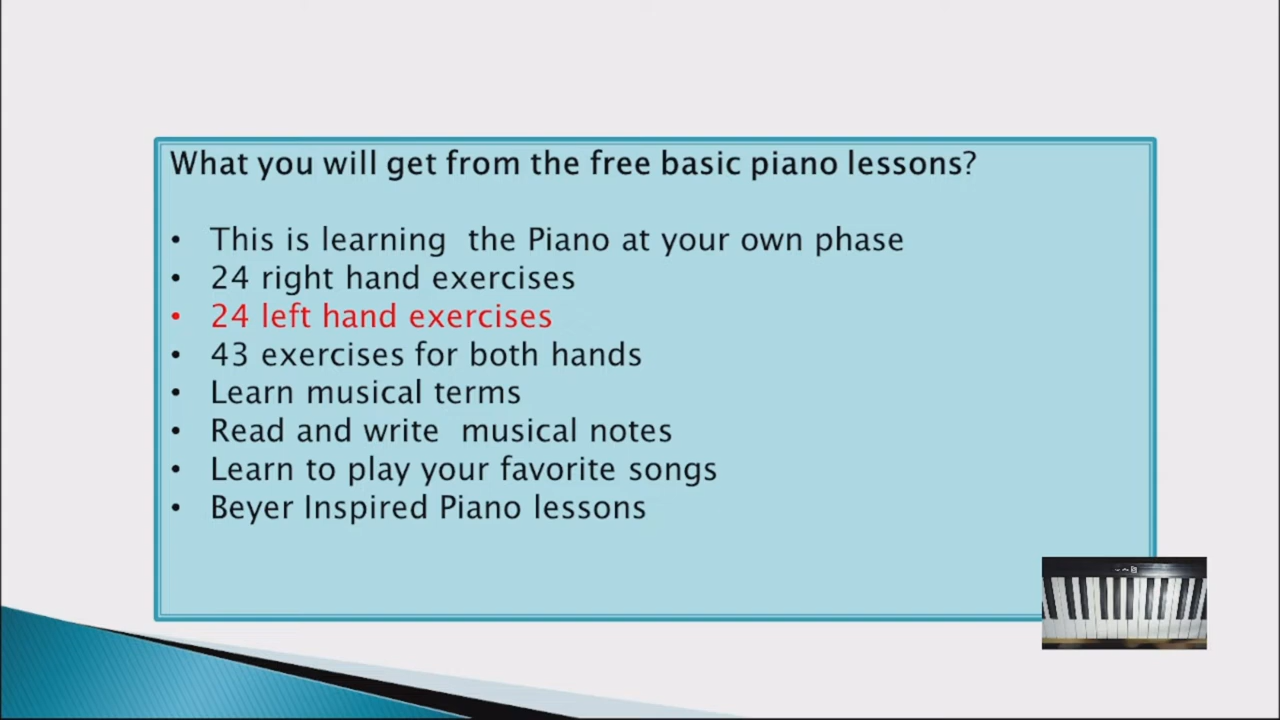 What you will get from the free basic piano lessons?
• This is learning  the Piano at your own phase
• 24 right hand exercises
• 24 left hand exercises
• 43 exercises for both hands
• Learn musical terms
• Read and write  musical notes
• Learn to play your favorite songs
• Beyer Inspired Piano lessons